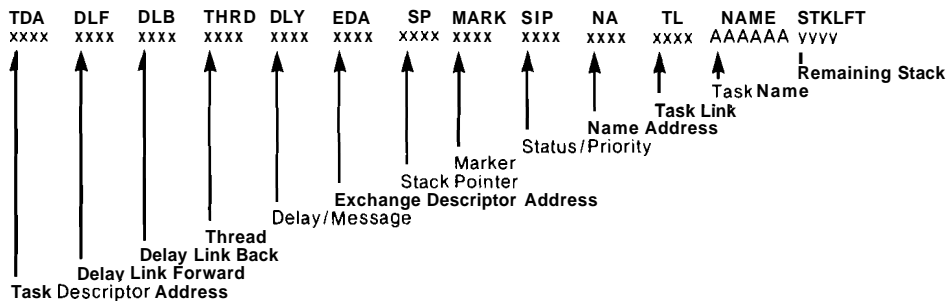 TDA DLF DLB THRD DLY EDA SP MARK SIP NA TL NAME STKLFT
xxxx xxxx xxxx xxxx xxxx xxxx xxxx xxxx xxxx xxxx xxxx AAAAAA yyyy
Remaining Stack
Task Name
Task Link
Name Address
Status/Priority
Marker
Stack Pointer
Exchange Descriptor Address
Delay/Message
Thread
Delay Link Back
Delay Link Forward
Task Descriptor Address